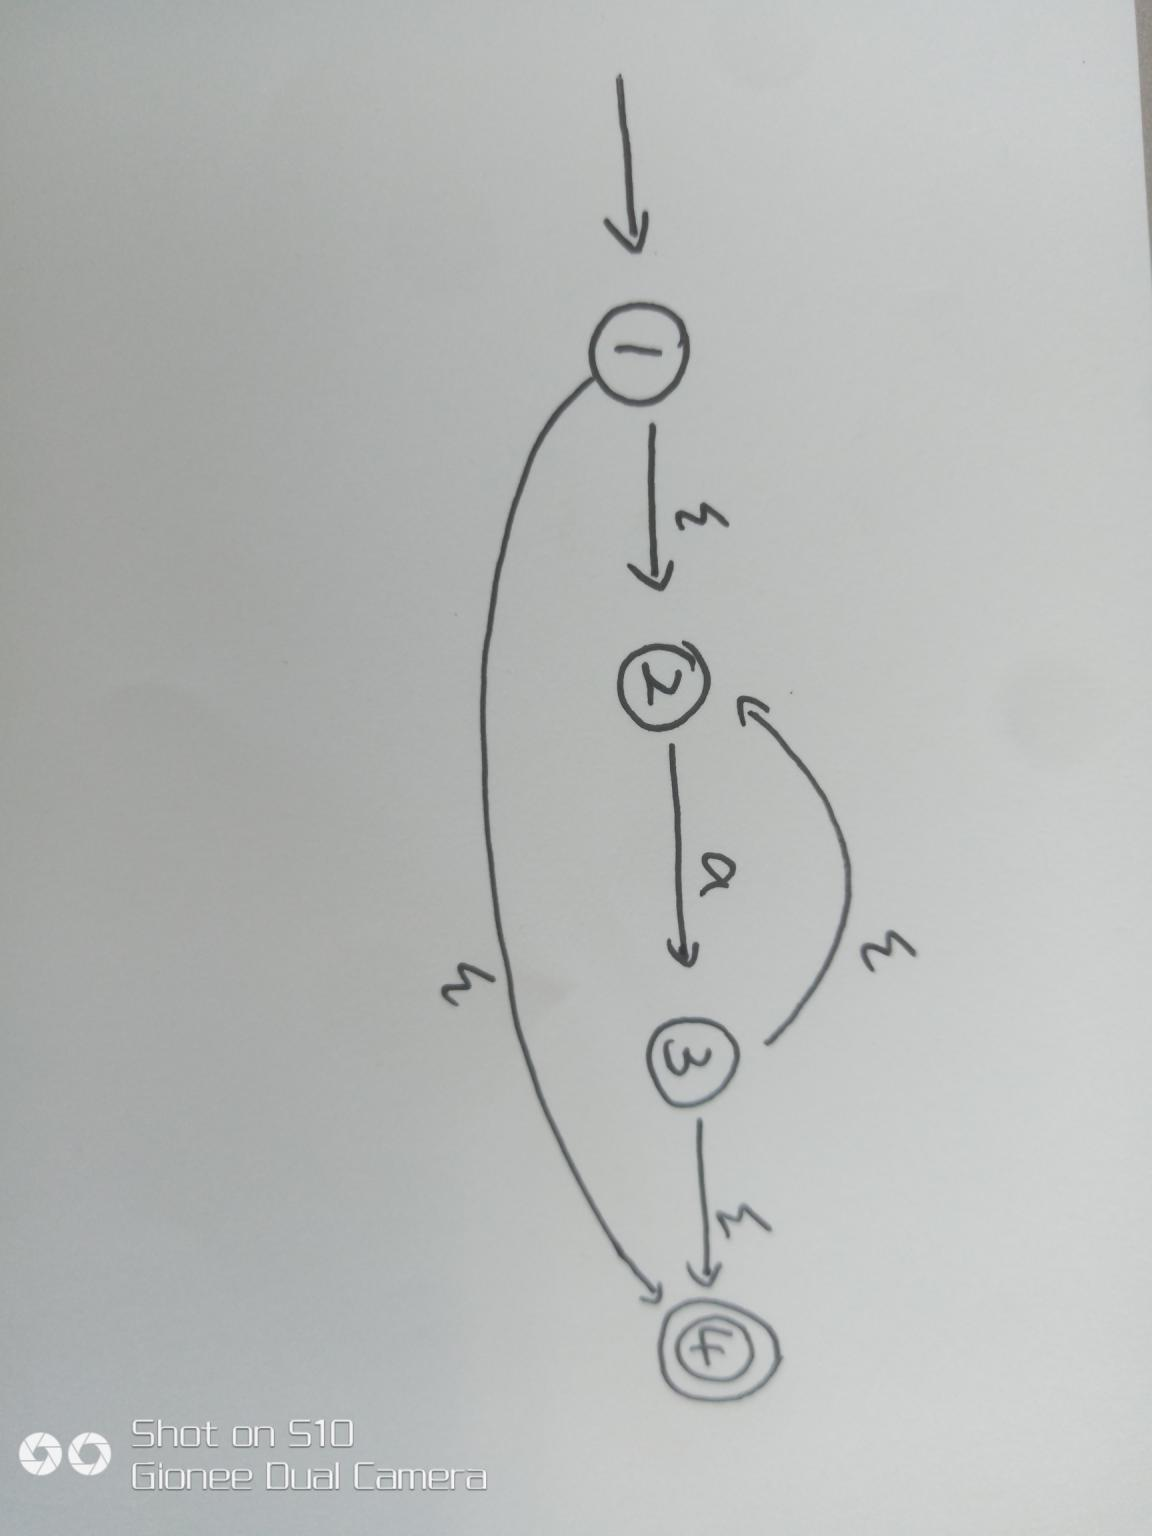 1
ε
2
a
ε
3
ε
ε
4
Shot on S10
Gionee Dual Camera